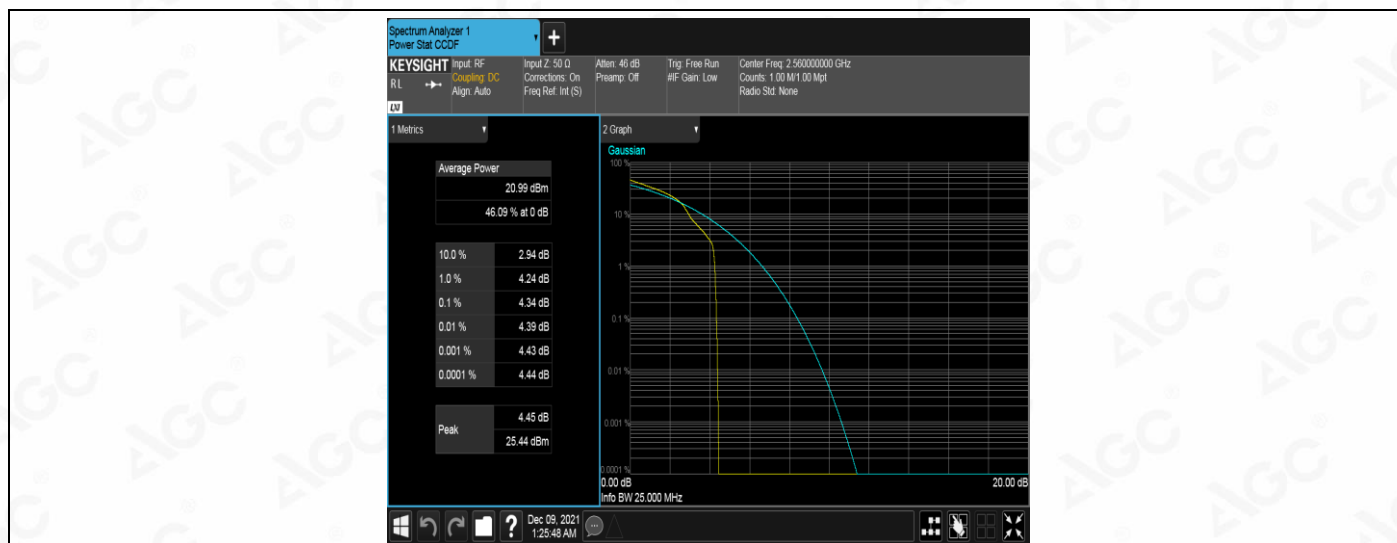 Spectrum Analyzer 1
Power Stat CCDF
KEYSIGHT
Input: RF
Coupling: DC
Align: Auto
Input Z: 50 Ω
Corrections: On
Freq Ref: Int (S)
Atten: 46 dB
Preamp: Off
Trig: Free Run
#IF Gain: Low
Center Freq: 2.560000000 GHz
Counts: 1.00 M/1.00 Mpt
Radio Std: None
R L
LXI
1 Metrics
Average Power
20.99 dBm
46.09 % at 0 dB
10.0 % 2.94 dB
1.0 % 4.24 dB
0.1 % 4.34 dB
0.01 % 4.39 dB
0.001 % 4.43 dB
0.0001 % 4.44 dB
Peak
4.45 dB
25.44 dBm
2 Graph
Gaussian
100 %
10 %
1 %
0.1 %
0.01 %
0.001 %
0.0001 %
0.00 dB
20.00 dB
Info BW 25.000 MHz
Dec 09, 2021
1:25:48 AM
AGC